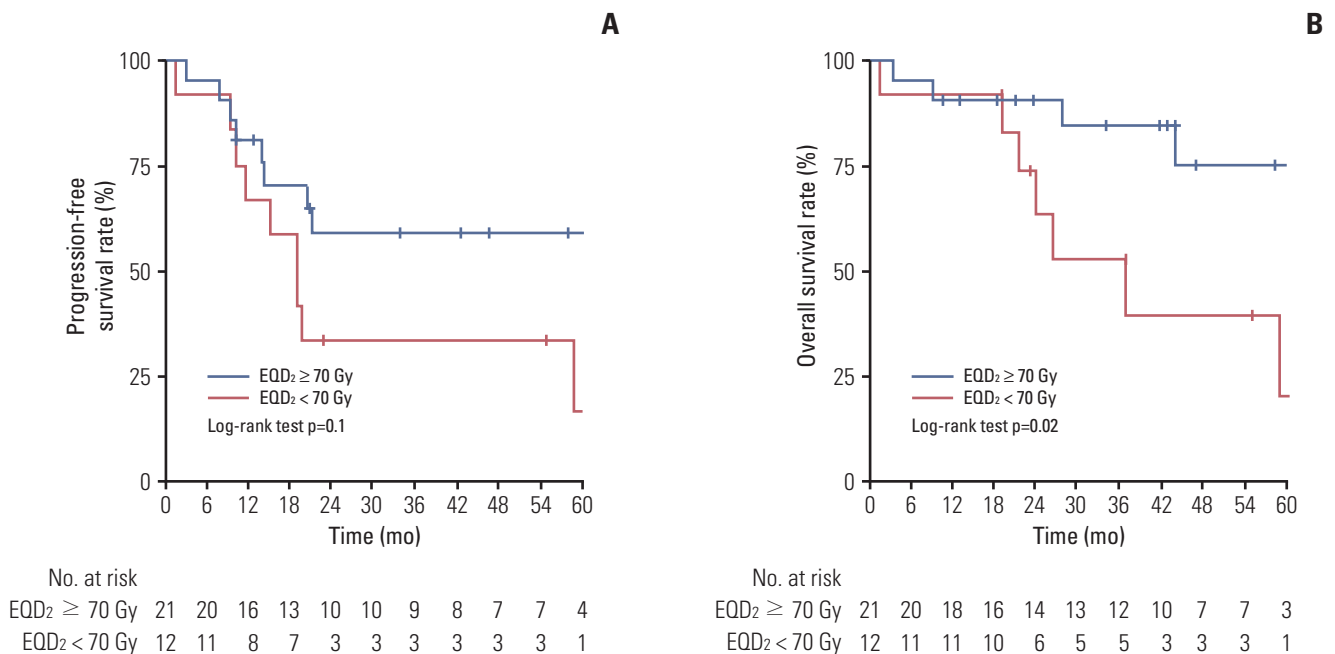 A
100
75
50
25
0
Progression-free
survival rate (%)
EQD₂ ≥ 70 Gy
EQD₂ < 70 Gy
Log-rank test p=0.1
0 6 12 18 24 30 36 42 48 54 60
Time (mo)
No. at risk
EQD₂ ≥ 70 Gy 21 20 16 13 10 10 9 8 7 7 4
EQD₂ < 70 Gy 12 11 8 7 3 3 3 3 3 3 1
B
100
75
50
25
0
Overall survival rate (%)
EQD₂ ≥ 70 Gy
EQD₂ < 70 Gy
Log-rank test p=0.02
0 6 12 18 24 30 36 42 48 54 60
Time (mo)
No. at risk
EQD₂ ≥ 70 Gy 21 20 18 16 14 13 12 10 7 7 3
EQD₂ < 70 Gy 12 11 11 10 6 5 5 3 3 3 1